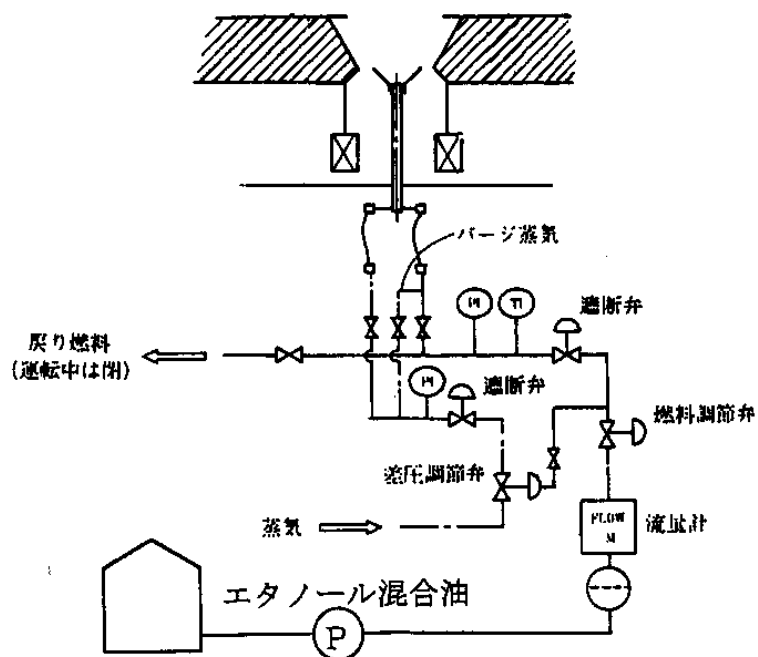 パージ蒸気
PI
TI
遮断弁
戻り燃料
(運転中は閉)
PI
遮断弁
燃料調節弁
差圧調節弁
蒸気
FLOW
M
流量計
エタノール混合油
P